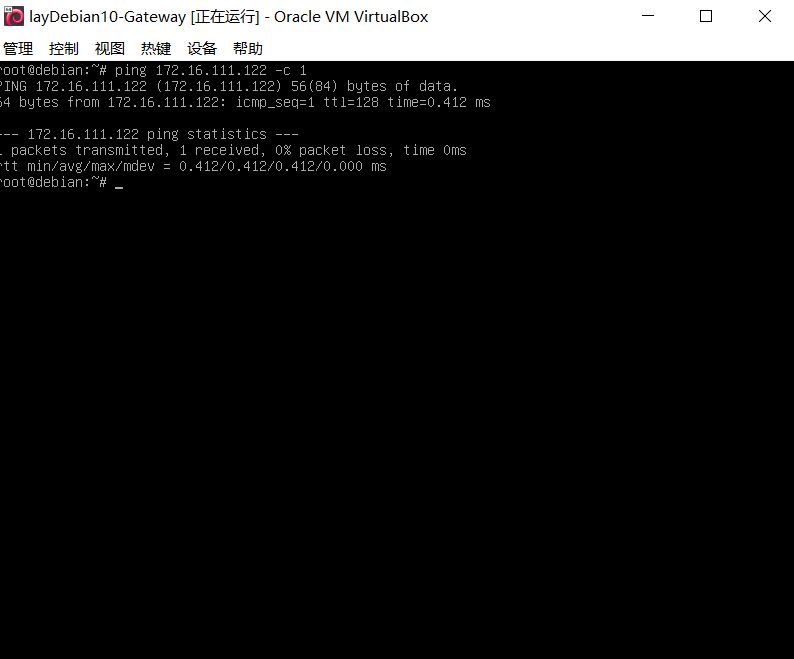 layDebian10-Gateway [正在运行] - Oracle VM VirtualBox
管理 控制 视图 热键 设备 帮助
root@debian:~# ping 172.16.111.122 -c 1
PING 172.16.111.122 (172.16.111.122) 56(84) bytes of data.
64 bytes from 172.16.111.122: icmp_seq=1 ttl=128 time=0.412 ms
--- 172.16.111.122 ping statistics ---
1 packets transmitted, 1 received, 0% packet loss, time 0ms
rtt min/avg/max/mdev = 0.412/0.412/0.412/0.000 ms
root@debian:~# _